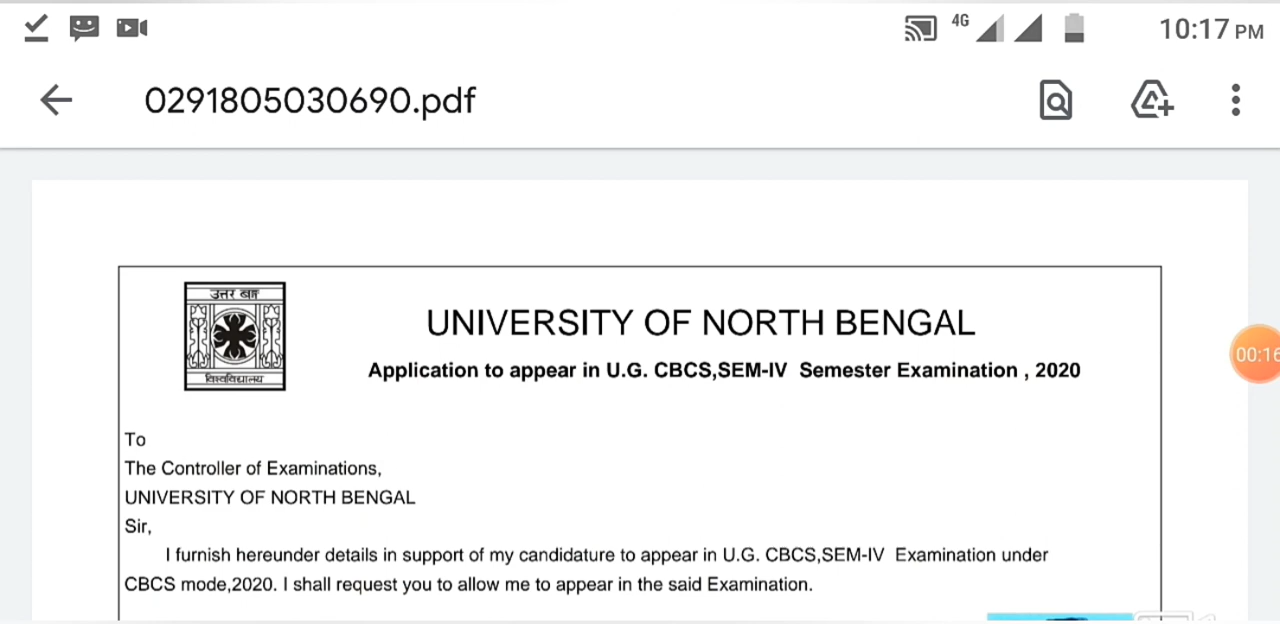 4G 10:17 PM
0291805030690.pdf
उत्तर बङ्ग
विश्वविद्यालय
UNIVERSITY OF NORTH BENGAL
Application to appear in U.G. CBCS,SEM-IV Semester Examination , 2020
00:16
To
The Controller of Examinations,
UNIVERSITY OF NORTH BENGAL
Sir,
I furnish hereunder details in support of my candidature to appear in U.G. CBCS,SEM-IV Examination under
CBCS mode,2020. I shall request you to allow me to appear in the said Examination.